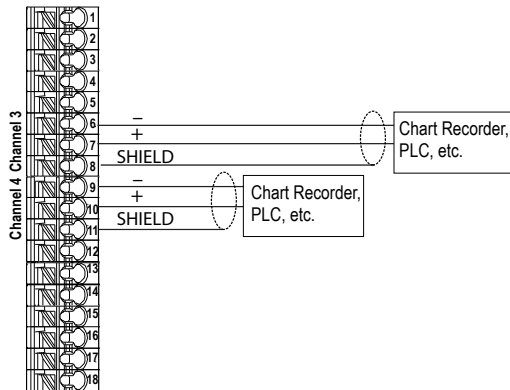 1
2
3
4
5
6
7
8
9
10
11
12
13
14
15
16
17
18
Channel 3
Channel 4
–
+
SHIELD
Chart Recorder,
PLC, etc.
–
+
SHIELD
Chart Recorder,
PLC, etc.